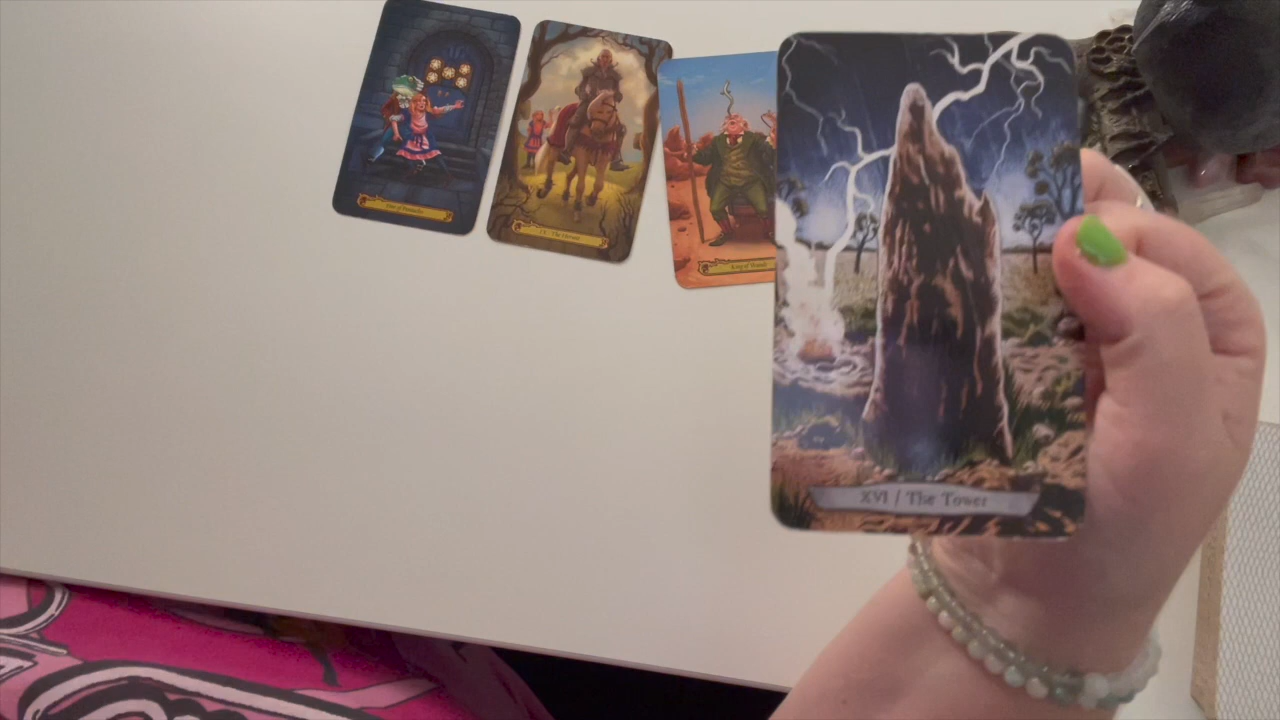 IX / The Hermit
King of Wands
XVI / The Tower